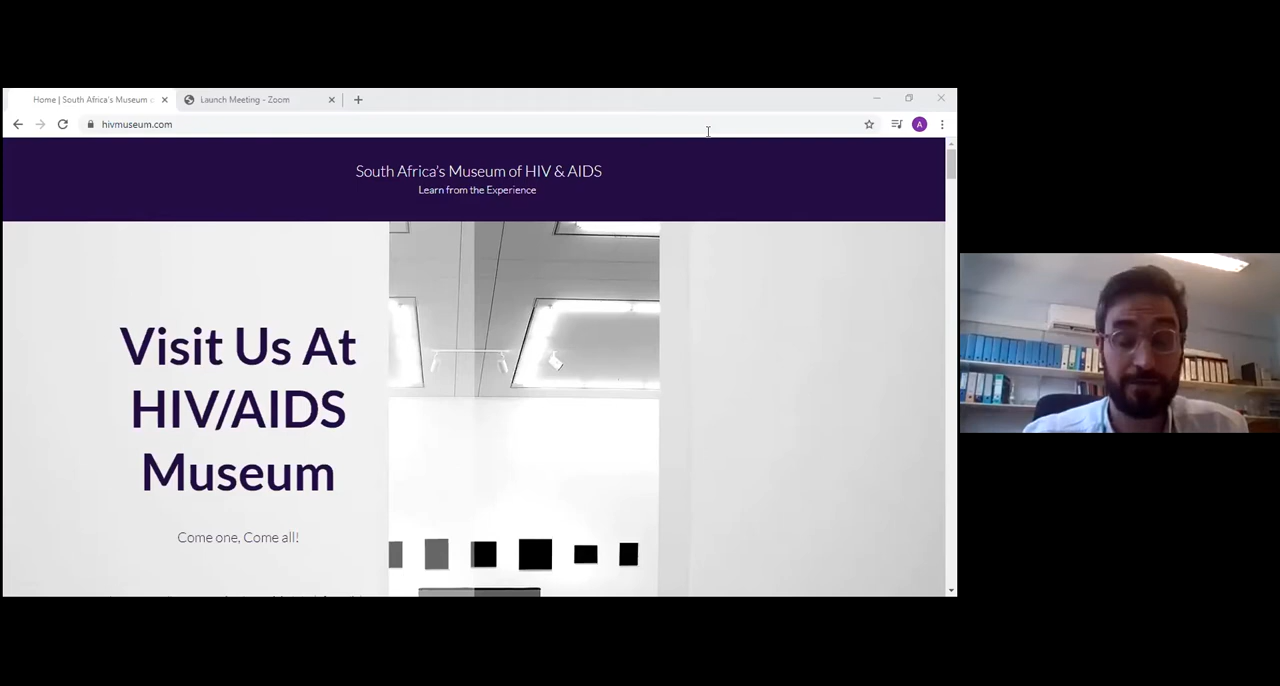 Home | South Africa's Museum
Launch Meeting - Zoom
hivmuseum.com
A
South Africa's Museum of HIV & AIDS
Learn from the Experience
Visit Us At
HIV/AIDS
Museum
Come one, Come all!